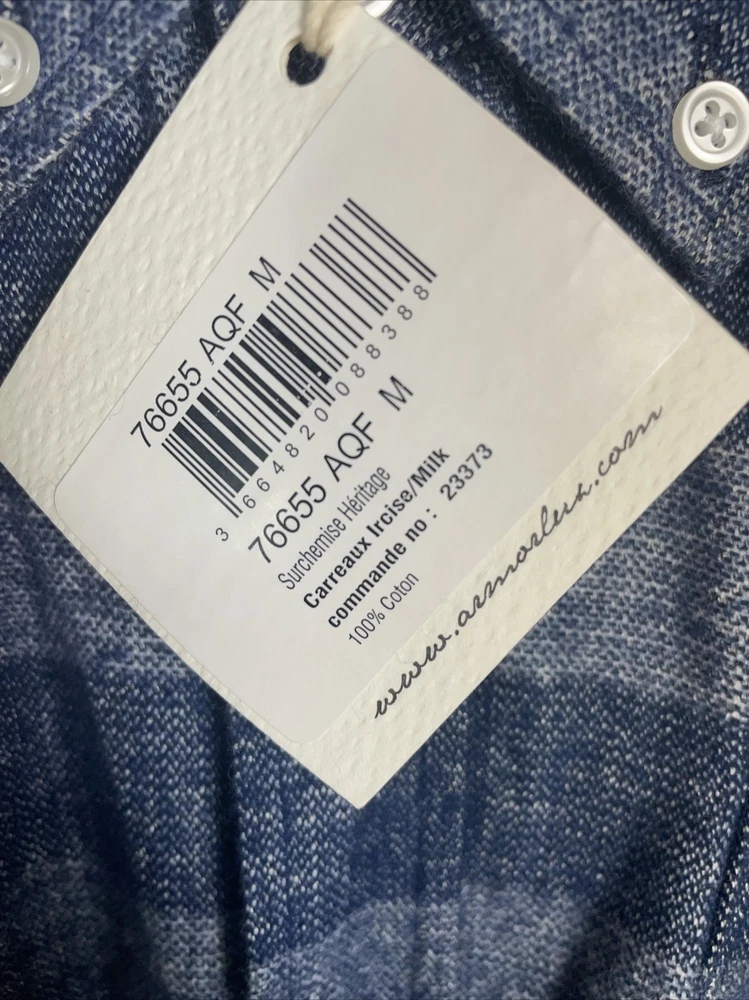 76655 AQF M
3 664820 088388
76655 AQF M
Surchemise Héritage
Carreaux Ircise/Milk
commande no : 23373
100% Coton
www.armorlux.com